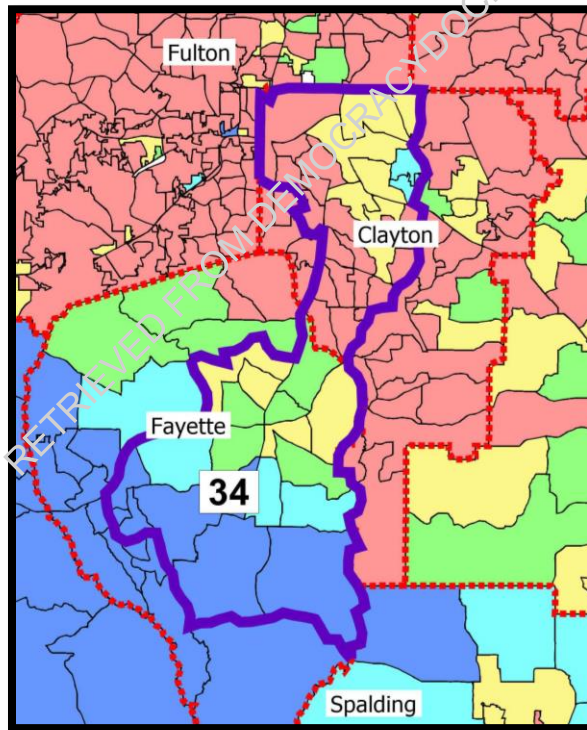 Fulton
Clayton
Fayette
34
Spalding
RETRIEVED FROM DEMOCRACYDOC